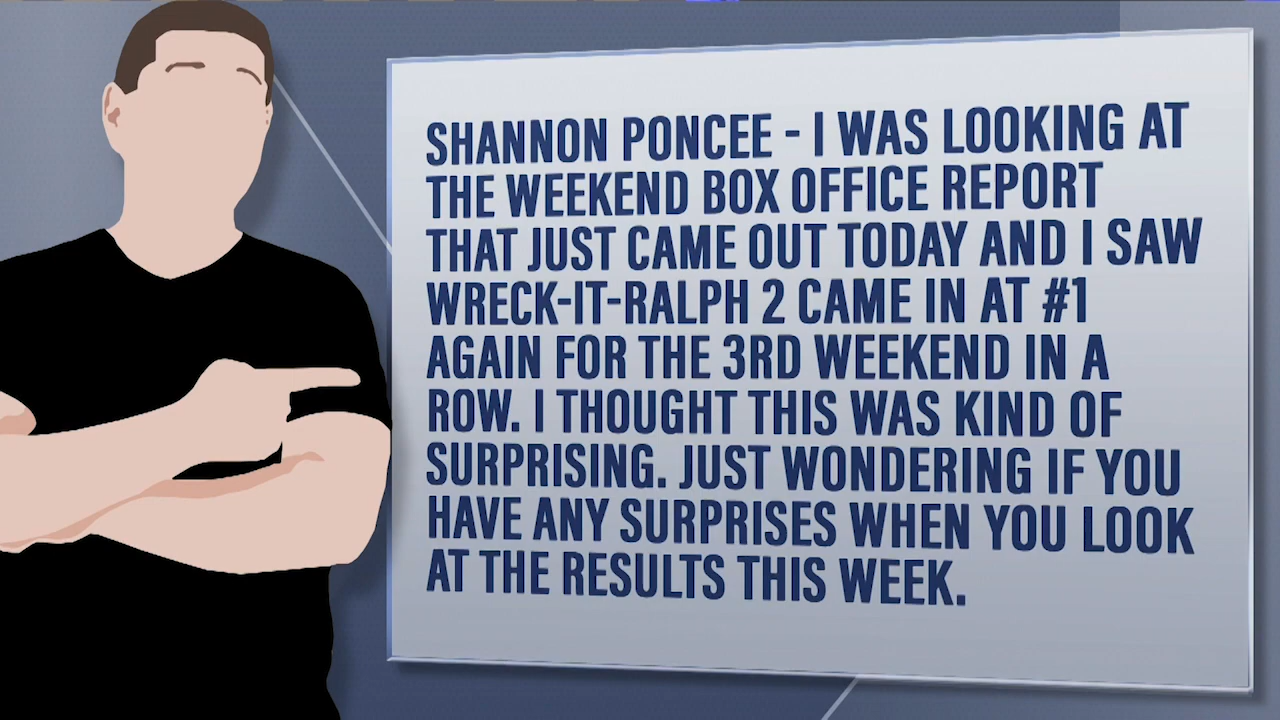 SHANNON PONCEE - I WAS LOOKING AT
THE WEEKEND BOX OFFICE REPORT
THAT JUST CAME OUT TODAY AND I SAW
WRECK-IT-RALPH 2 CAME IN AT #1
AGAIN FOR THE 3RD WEEKEND IN A
ROW. I THOUGHT THIS WAS KIND OF
SURPRISING. JUST WONDERING IF YOU
HAVE ANY SURPRISES WHEN YOU LOOK
AT THE RESULTS THIS WEEK.